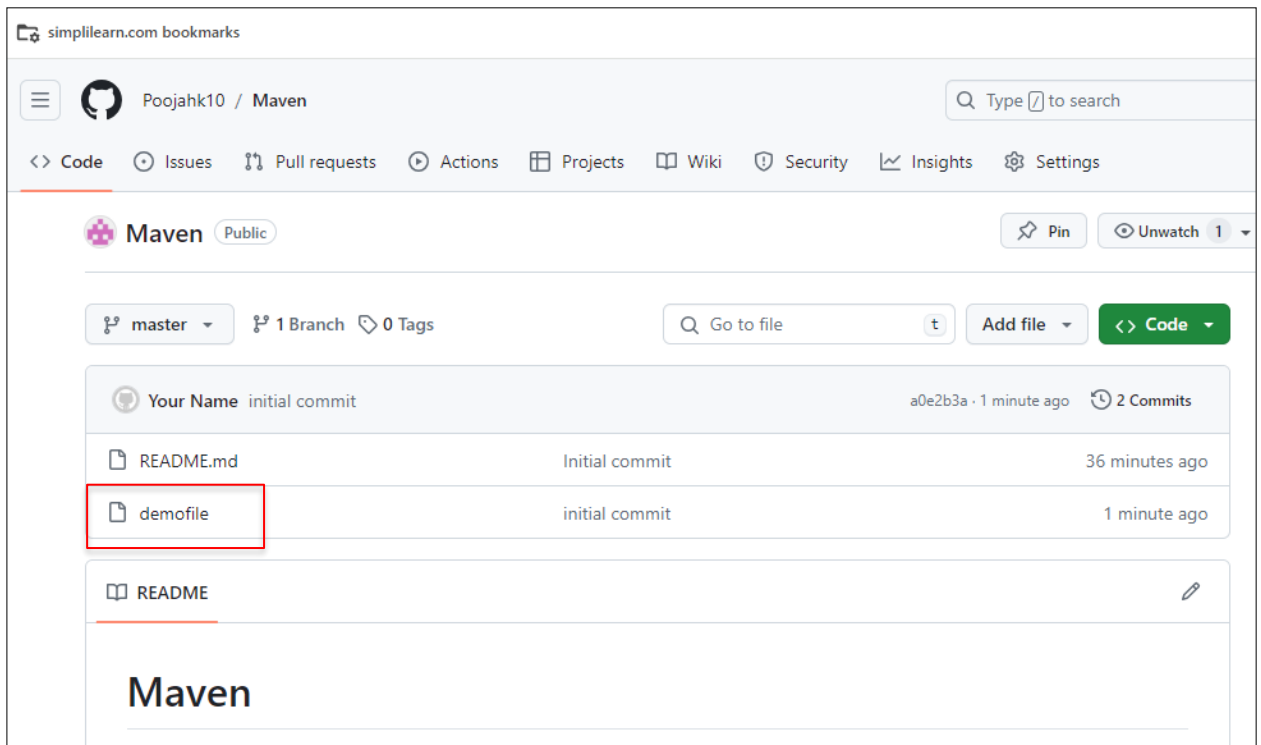 simplilearn.com bookmarks
Poojahk10 / Maven
Type / to search
Code Issues Pull requests Actions Projects Wiki Security Insights Settings
Maven Public Pin Unwatch 1
master 1 Branch 0 Tags Go to file t Add file Code
Your Name initial commit a0e2b3a · 1 minute ago 2 Commits
README.md Initial commit 36 minutes ago
demofile initial commit 1 minute ago
README
Maven